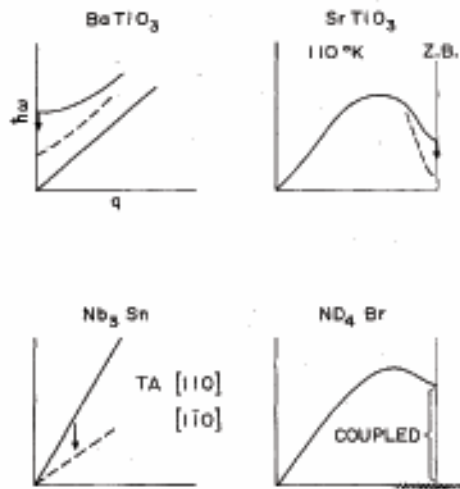 BaTiO₃
SrTiO₃
110 °K
Z.B.
ħω
q
Nb₃ Sn
ND₄ Br
TA [110]
[11̄0]
COUPLED